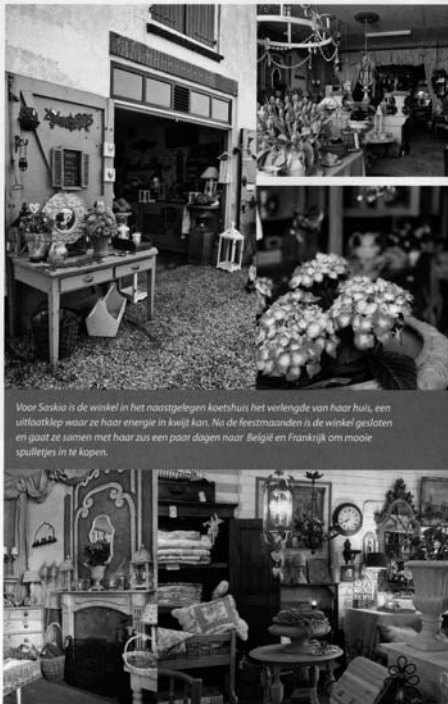 Voor Saskia is de winkel in het naastgelegen koetshuis het verlengde van haar huis, een
uitlaatklep waar ze haar energie in kwijt kan. Na de feestmaanden is de winkel gesloten
en gaat ze samen met haar zus een paar dagen naar België en Frankrijk om mooie
spulletjes in te kopen.